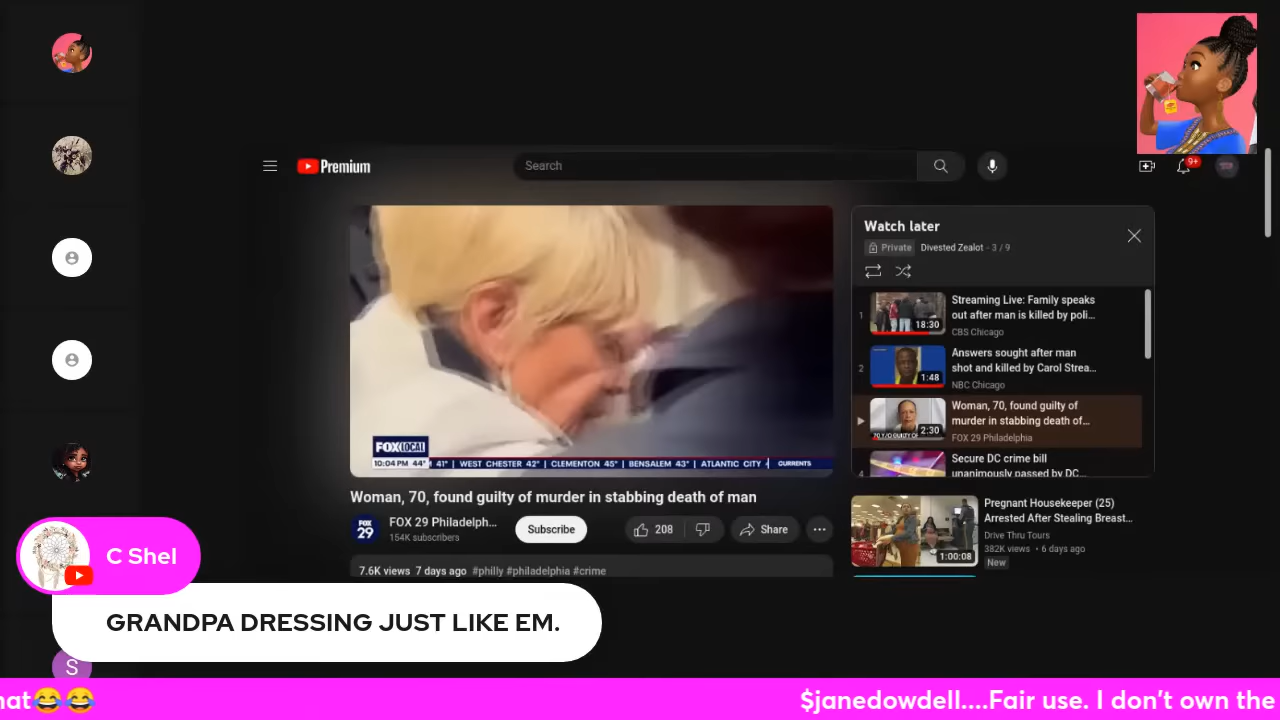 Premium
Search
9+
FOX LOCAL
10:04 PM 44° 41° | WEST CHESTER 42° | CLEMENTON 45° | BENSALEM 43° | ATLANTIC CITY CURRENTS
Woman, 70, found guilty of murder in stabbing death of man
FOX 29
FOX 29 Philadelph...
154K subscribers
Subscribe
208
Share
7.6K views 7 days ago #philly #philadelphia #crime
Watch later
Private Divested Zealot - 3 / 9
1
18:30
Streaming Live: Family speaks
out after man is killed by poli...
CBS Chicago
2
1:48
Answers sought after man
shot and killed by Carol Strea...
NBC Chicago
2:30
Woman, 70, found guilty of
murder in stabbing death of...
FOX 29 Philadelphia
4
Secure DC crime bill
unanimously passed by DC...
1:00:08
Pregnant Housekeeper (25)
Arrested After Stealing Breast...
Drive Thru Tours
382K views • 6 days ago
New
C Shel
GRANDPA DRESSING JUST LIKE EM.
S
hat😂😂 $janedowdell....Fair use. I don't own the